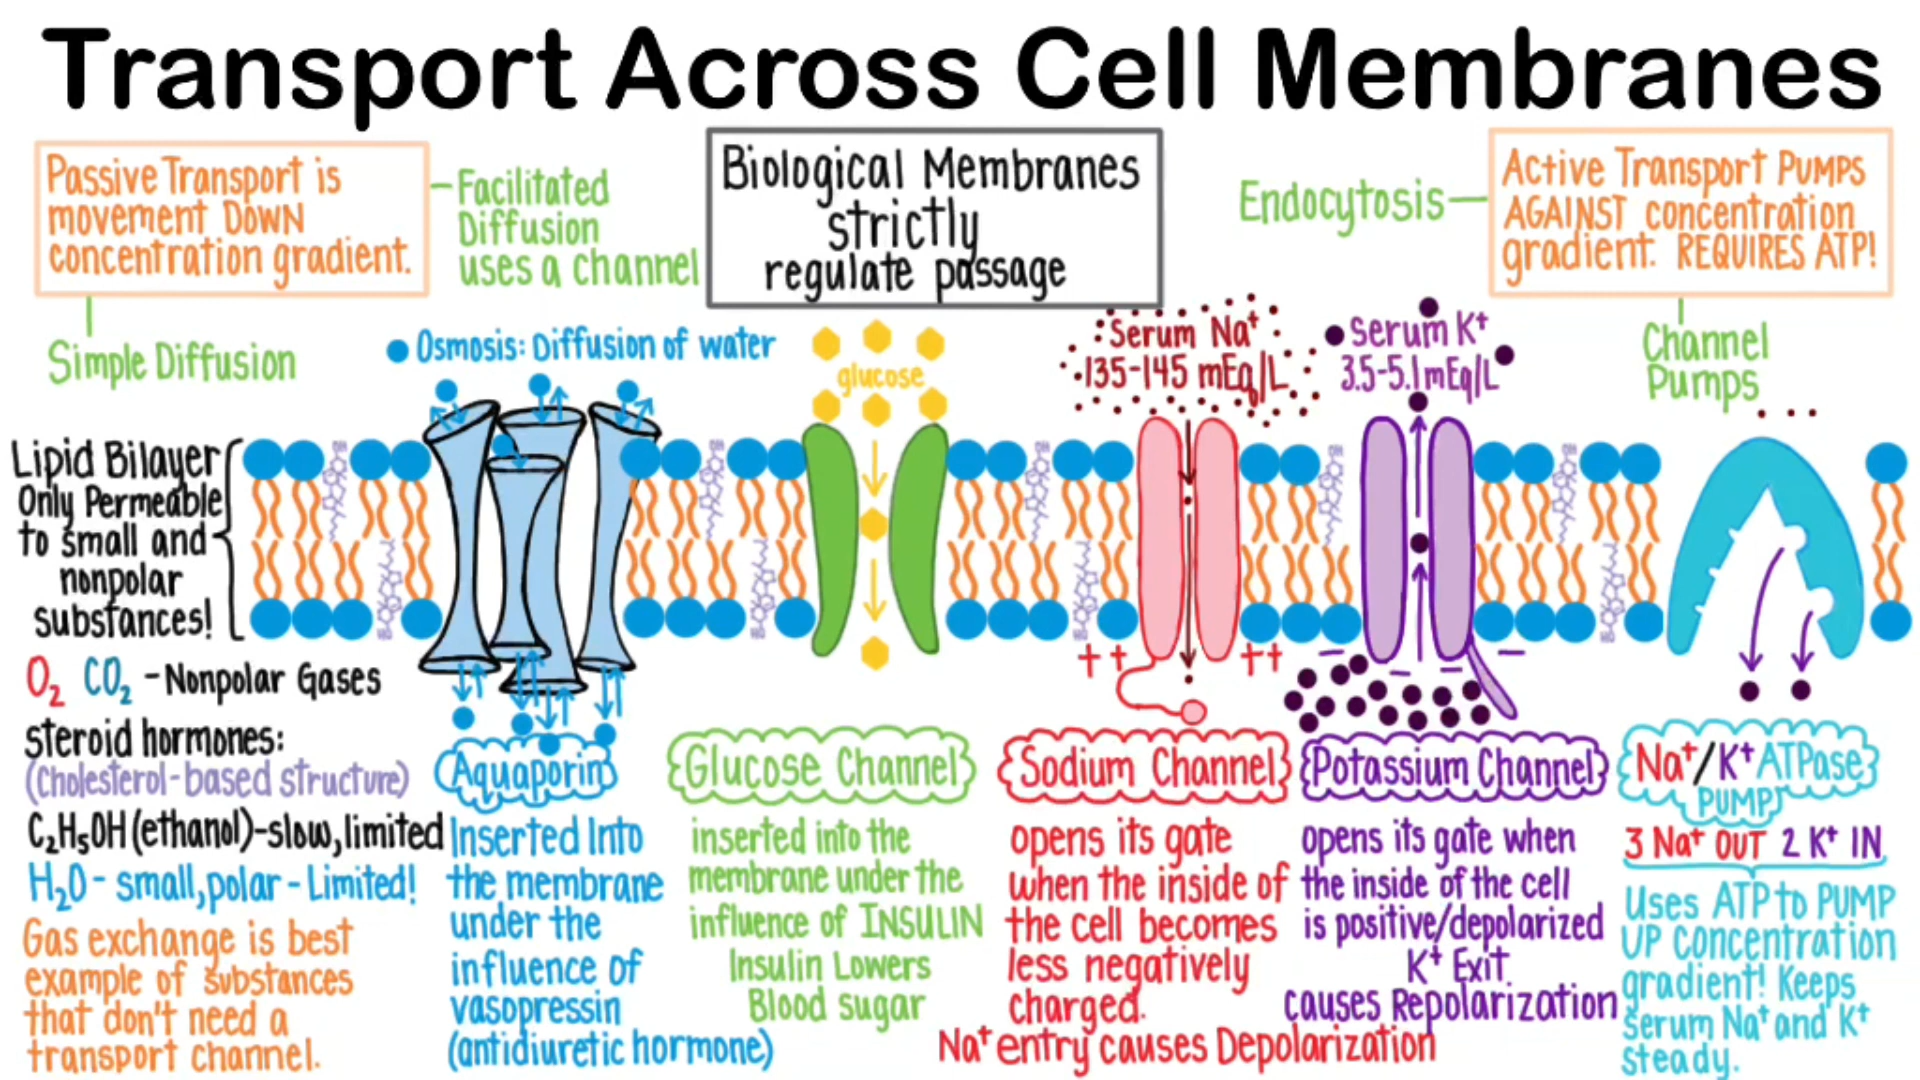 Transport Across Cell Membranes
Passive Transport is
movement DOWN
concentration gradient.
Facilitated
Diffusion
uses a channel
Simple Diffusion
Biological Membranes
strictly
regulate passage
Endocytosis
Active Transport PUMPS
AGAINST concentration
gradient. REQUIRES ATP!
Channel
Pumps
Osmosis: Diffusion of water
glucose
Serum Na⁺
135-145 mEq/L
Serum K⁺
3.5-5.1mEq/L
Lipid Bilayer
Only Permeable
to small and
nonpolar
substances!
O₂ CO₂ - Nonpolar Gases
steroid hormones:
(Cholesterol-based structure)
C₂H₅OH (ethanol)-slow, limited
H₂O - small, polar - Limited!
Gas exchange is best
example of substances
that don't need a
transport channel.
Aquaporin
Inserted Into
the membrane
under the
influence of
vasopressin
(antidiuretic hormone)
Glucose Channel
inserted into the
membrane under the
influence of INSULIN
Insulin Lowers
Blood sugar
+ + + +
Sodium Channel
opens its gate
when the inside of
the cell becomes
less negatively
charged.
Na⁺ entry causes Depolarization
- - - -
Potassium Channel
opens its gate when
the inside of the cell
is positive/depolarized
K⁺ Exit
causes Repolarization
Na⁺/K⁺ ATPase
PUMP
3 Na⁺ OUT 2 K⁺ IN
Uses ATP to PUMP
UP concentration
gradient! Keeps
serum Na⁺ and K⁺
steady.